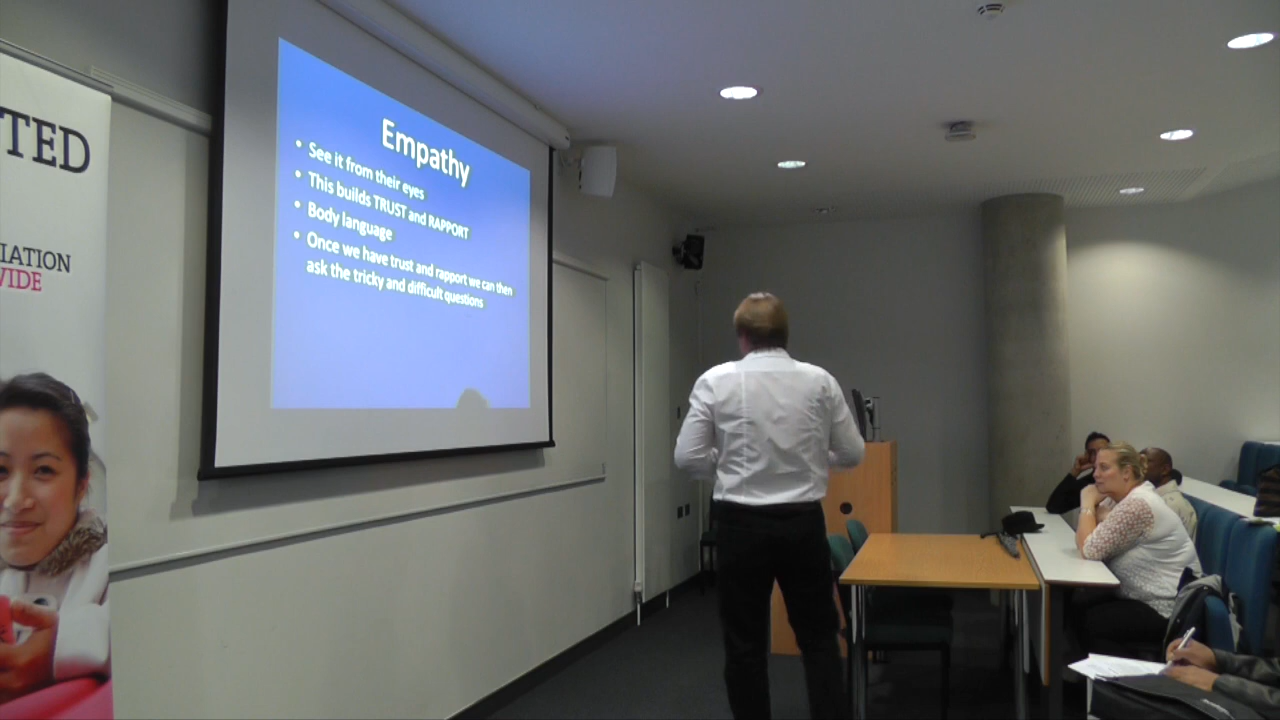 TED
IATION
VIDE
Empathy
• See it from their eyes
• This builds TRUST and RAPPORT
• Body language
• Once we have trust and rapport we can then
ask the tricky and difficult questions